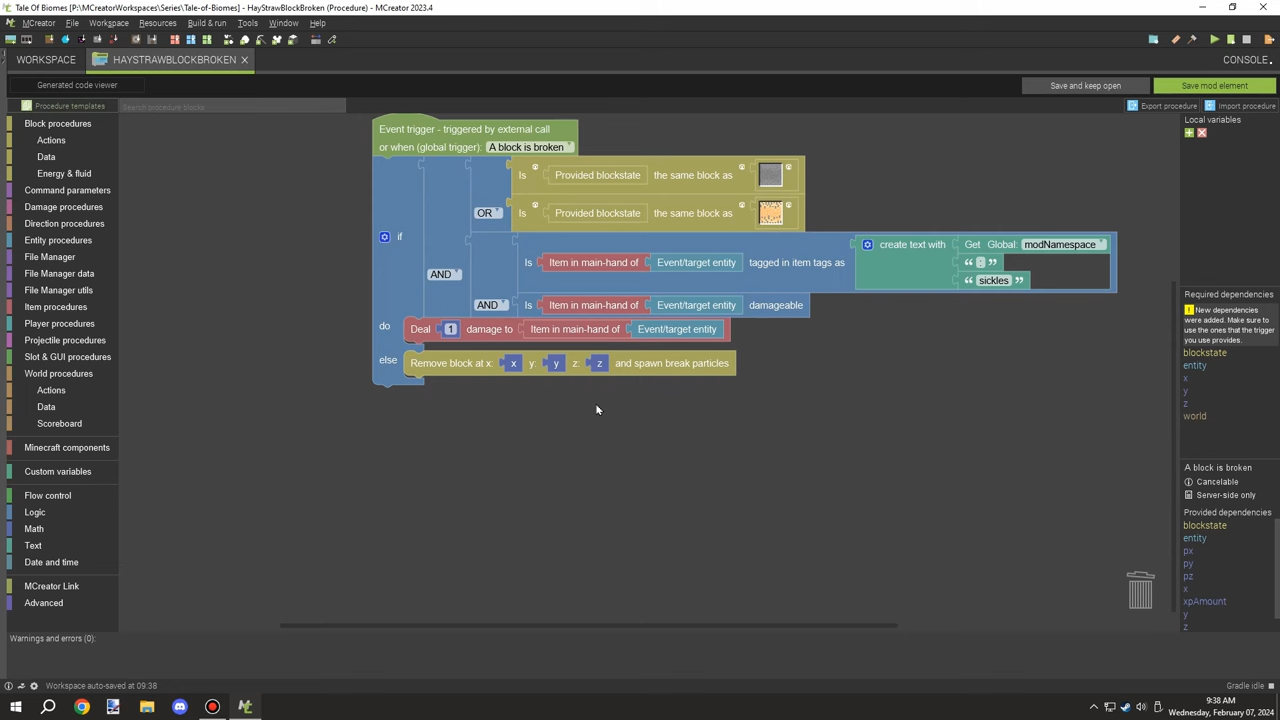 Tale Of Biomes [P:\MCreatorWorkspaces\Series\Tale-of-Biomes] - HayStrawBlockBroken (Procedure) - MCreator 2023.4
MCreator File Workspace Resources Build & run Tools Window Help
WORKSPACE HAYSTRAWBLOCKBROKEN CONSOLE
Generated code viewer Save and keep open Save mod element
Procedure templates Search procedure blocks Export procedure Import procedure
Block procedures
Actions
Data
Energy & fluid
Command parameters
Damage procedures
Direction procedures
Entity procedures
File Manager
File Manager data
File Manager utils
Item procedures
Player procedures
Projectile procedures
Slot & GUI procedures
World procedures
Actions
Data
Scoreboard
Minecraft components
Custom variables
Flow control
Logic
Math
Text
Date and time
MCreator Link
Advanced
Event trigger - triggered by external call
or when (global trigger): A block is broken
Is Provided blockstate the same block as
OR Is Provided blockstate the same block as
if
AND
Is Item in main-hand of Event/target entity tagged in item tags as
create text with Get Global: modNamespace
“ : ”
“ sickles ”
AND Is Item in main-hand of Event/target entity damageable
do Deal 1 damage to Item in main-hand of Event/target entity
else Remove block at x: x y: y z: z and spawn break particles
Local variables
Required dependencies
New dependencies
were added. Make sure to
use the ones that the trigger
you use provides.
blockstate
entity
x
y
z
world
A block is broken
Cancelable
Server-side only
Provided dependencies
blockstate
entity
px
py
pz
x
xpAmount
y
z
Warnings and errors (0):
Workspace auto-saved at 09:38 Gradle idle
9:38 AM
Wednesday, February 07, 2024